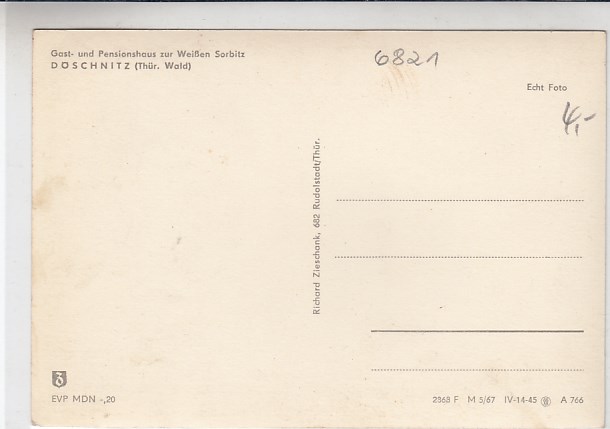 Gast- und Pensionshaus zur Weißen Sorbitz
DÖSCHNITZ (Thür. Wald)
6821
Echt Foto
4,-
Richard Zieschank, 682 Rudolstadt/Thür.
EVP MDN -,20
2868 F M 5/67 IV-14-45 A 766